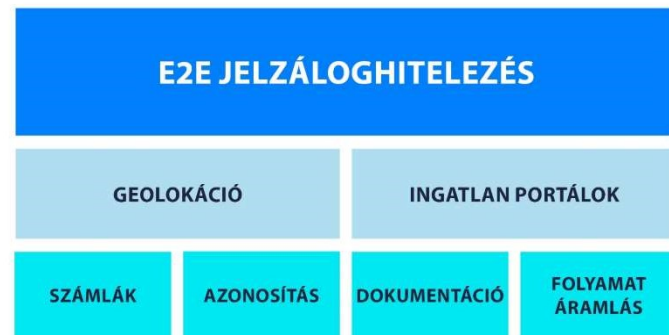 E2E JELZÁLOGHITELEZÉS
GEOLOKÁCIÓ
INGATLAN PORTÁLOK
SZÁMLÁK
AZONOSÍTÁS
DOKUMENTÁCIÓ
FOLYAMAT
ÁRAMLÁS